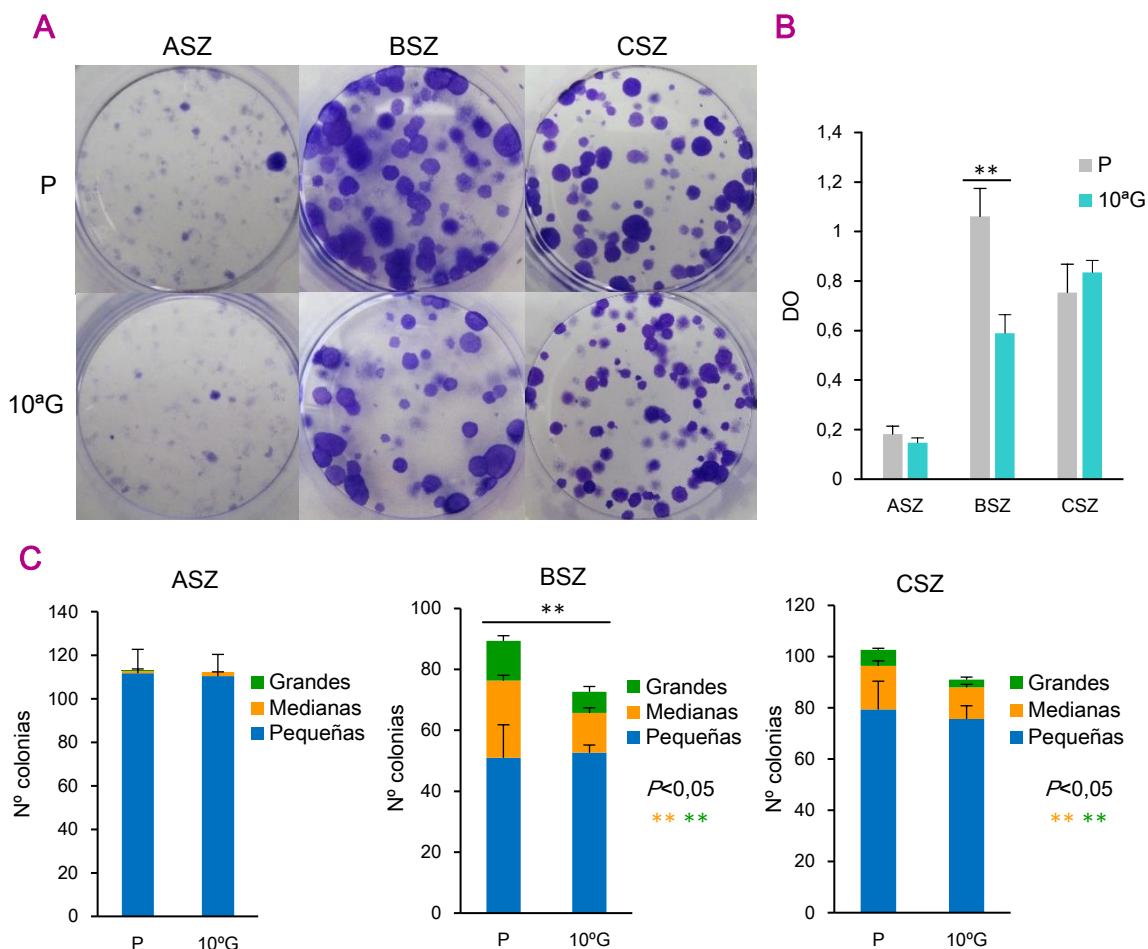 A
ASZ
BSZ
CSZ
P
10ªG
B
1,4
1,2
1
0,8
0,6
0,4
0,2
0
DO
**
P
10ªG
ASZ
BSZ
CSZ
C
ASZ
140
120
100
80
60
40
20
0
Nº colonias
Grandes
Medianas
Pequeñas
P
10ºG
BSZ
**
100
80
60
40
20
0
Nº colonias
Grandes
Medianas
Pequeñas
P<0,05
** **
P
10ºG
CSZ
120
100
80
60
40
20
0
Nº colonias
Grandes
Medianas
Pequeñas
P<0,05
** **
P
10ºG